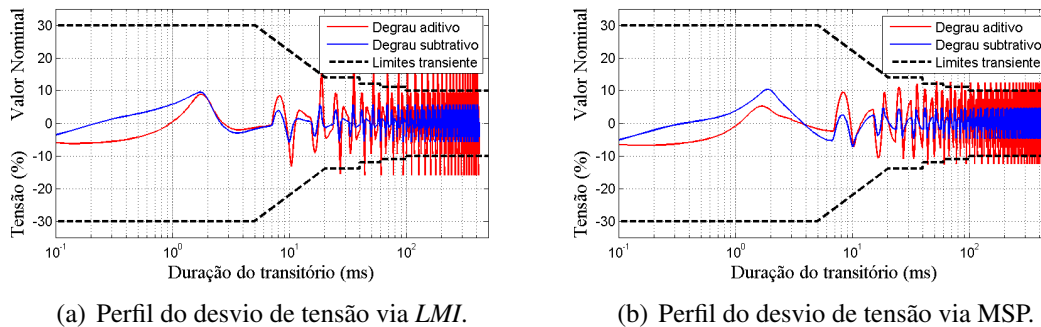 Tensão (%) Valor Nominal
30
20
10
0
-10
-20
-30
Degrau aditivo
Degrau subtrativo
Limites transiente
10^-1
10^0
10^1
10^2
Duração do transitório (ms)
(a) Perfil do desvio de tensão via LMI.
Tensão (%) Valor Nominal
30
20
10
0
-10
-20
-30
Degrau aditivo
Degrau subtrativo
Limites transiente
10^-1
10^0
10^1
10^2
Duração do transitório (ms)
(b) Perfil do desvio de tensão via MSP.